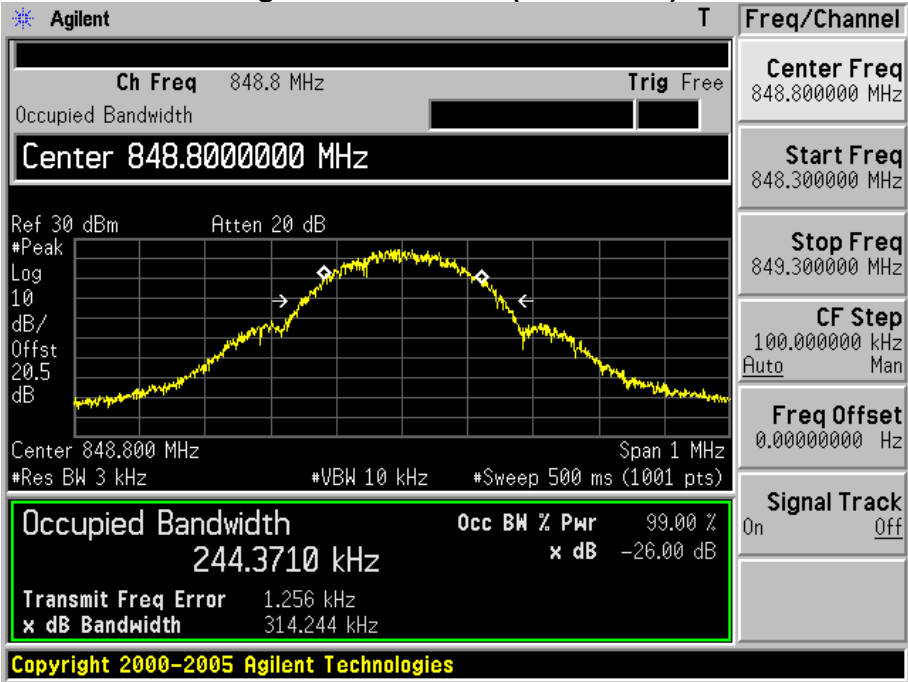 Agilent T Freq/Channel
Ch Freq 848.8 MHz Trig Free
Occupied Bandwidth
Center 848.8000000 MHz
Ref 30 dBm Atten 20 dB
#Peak
Log
10
dB/
Offst
20.5
dB
Center 848.800 MHz Span 1 MHz
#Res BW 3 kHz #VBW 10 kHz #Sweep 500 ms (1001 pts)
Occupied Bandwidth Occ BW % Pwr 99.00 %
244.3710 kHz x dB -26.00 dB
Transmit Freq Error 1.256 kHz
x dB Bandwidth 314.244 kHz
Copyright 2000-2005 Agilent Technologies
Center Freq
848.800000 MHz
Start Freq
848.300000 MHz
Stop Freq
849.300000 MHz
CF Step
100.000000 kHz
Auto Man
Freq Offset
0.00000000 Hz
Signal Track
On Off